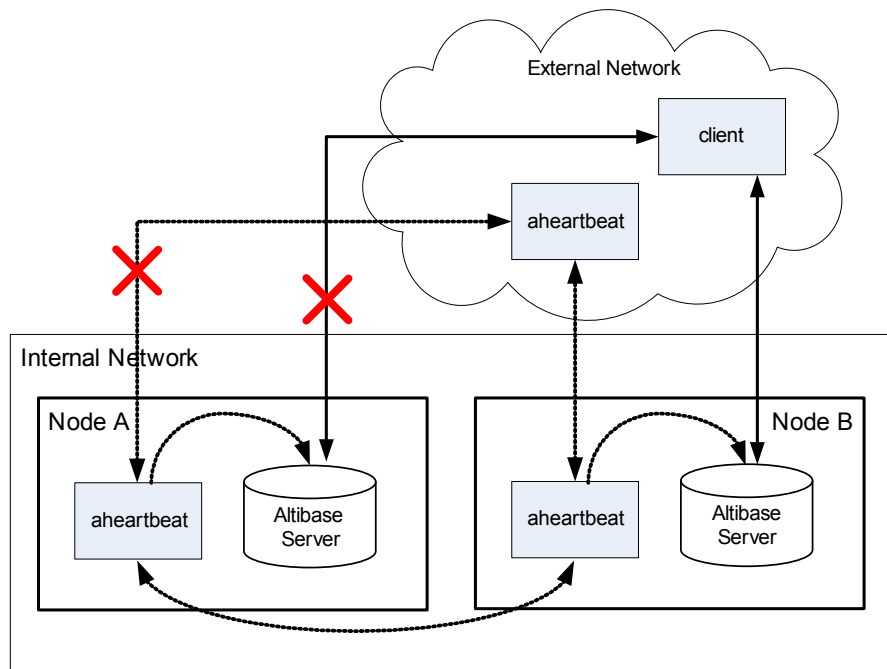 External Network
client
aheartbeat
Internal Network
Node A
Node B
aheartbeat
Altibase
Server
aheartbeat
Altibase
Server